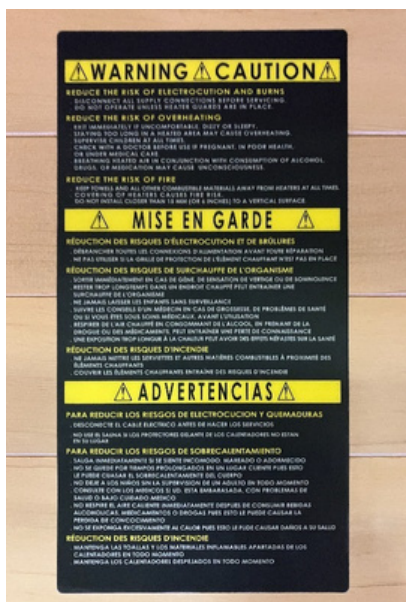 WARNING CAUTION
REDUCE THE RISK OF ELECTROCUTION AND BURNS
DISCONNECT ALL SUPPLY CONNECTIONS BEFORE SERVICING.
DO NOT OPERATE UNLESS HEATER GUARDS ARE IN PLACE.
REDUCE THE RISK OF OVERHEATING
EXIT IMMEDIATELY IF UNCOMFORTABLE, DIZZY OR SLEEPY.
STAYING TOO LONG IN A HEATED AREA MAY CAUSE OVERHEATING.
SUPERVISE CHILDREN AT ALL TIMES.
CHECK WITH A DOCTOR BEFORE USE IF PREGNANT, IN POOR HEALTH,
OR UNDER MEDICAL CARE
BREATHING HEATED AIR IN CONJUNCTION WITH CONSUMPTION OF ALCOHOL,
DRUGS, OR MEDICATION MAY CAUSE UNCONSCIOUSNESS.
REDUCE THE RISK OF FIRE
KEEP TOWELS AND ALL OTHER COMBUSTIBLE MATERIALS AWAY FROM HEATERS AT ALL TIMES.
COVERING OF HEATERS CAUSES FIRE RISK.
DO NOT INSTALL CLOSER THAN 15 MM (OR 6 INCHES) TO A VERTICAL SURFACE
MISE EN GARDE
RÉDUCTION DES RISQUES D'ÉLECTROCUTION ET DE BRÛLURES
DÉBRANCHER TOUTES LES CONNEXIONS D'ALIMENTATION AVANT TOUTE RÉPARATION
NE PAS UTILISER SI LA GRILLE DE PROTECTION DE L'ÉLÉMENT CHAUFFANT N'EST PAS EN PLACE
RÉDUCTION DES RISQUES DE SURCHAUFFE DE L'ORGANISME
SORTIR IMMÉDIATEMENT EN CAS DE GÊNE, DE SENSATION DE VERTIGE OU DE SOMNOLENCE
RESTER TROP LONGTEMPS DANS UN ENDROIT CHAUFFÉ PEUT ENTRAÎNER UNE
SURCHAUFFE DE L'ORGANISME
NE JAMAIS LAISSER LES ENFANTS SANS SURVEILLANCE
SUIVRE LES CONSEILS D'UN MÉDECIN EN CAS DE GROSSESSE, DE PROBLÈMES DE SANTÉ
OU SI VOUS ÊTES SOUS SOINS MÉDICAUX, AVANT L'UTILISATION
RESPIRER DE L'AIR CHAUFFÉ EN CONSOMMANT DE L'ALCOOL, EN PRENANT DE LA
DROGUE OU DES MÉDICAMENTS, PEUT ENTRAÎNER UNE PERTE DE CONNAISSANCE
UNE EXPOSITION TROP LONGUE À LA CHALEUR PEUT AVOIR DES EFFETS NÉFASTES SUR LA SANTÉ
RÉDUCTION DES RISQUES D'INCENDIE
NE JAMAIS METTRE LES SERVIETTES ET AUTRES MATIÈRES COMBUSTIBLES À PROXIMITÉ DES
ÉLÉMENTS CHAUFFANTS
COUVRIR LES ÉLÉMENTS CHAUFFANTS ENTRAÎNE DES RISQUES D'INCENDIE
ADVERTENCIAS
PARA REDUCIR LOS RIESGOS DE ELECTROCUCION Y QUEMADURAS
DESCONECTE EL CABLE ELECTRICO ANTES DE HACER LOS SERVICIOS
NO USE EL SAUNA SI LOS PROTECTORES DELANTE DE LOS CALENTADORES NO ESTAN
EN SU LUGAR
PARA REDUCIR LOS RIESGOS DE SOBRECALENTAMIENTO
SALGA INMEDIATAMENTE SI SE SIENTE INCOMODO, MAREADO O ADORMECIDO
NO SE QUEDE POR TIEMPOS PROLONGADOS EN UN LUGAR CLIENTE PUES ESTO
LE PUEDE CUASAR EL SOBRECALENTAMIENTO DEL CUERPO
NO DEJE A LOS NIÑOS SIN LA SUPERVISION DE UN ADULTO EN TODO MOMENTO
CONSULTE CON LOS MEDICOS SI UD. ESTA EMBARASADA, CON PROBLEMAS DE
SALUD O BAJO CUIDADO MEDICO
NO RESPIRE EL AIRE CALIENTE INMEDIATAMENTE DESPUES DE CONSUMIR BEBIDAS
ALCOHOLICAS, MEDICAMENTOS O DROGAS PUES ESTO LE PUEDE CAUSAR LA
PERDIDA DE CONCOCIMIENTO
NO SE EXPONGA EXCESIVAMENTE AL CALOR PUES ESTO LE PUDE CAUSAR DAÑOS A SU SALUD
RÉDUCTION DES RISQUES D'INCENDIE
MANTENGA LAS TOALLAS Y LOS MATERIALES INFLAMABLES APARTADAS DE LOS
CALENTADORES EN TODO MOMENTO
MANTENGA LOS CALENTADORES DESPEJADOS EN TODO MOMENTO